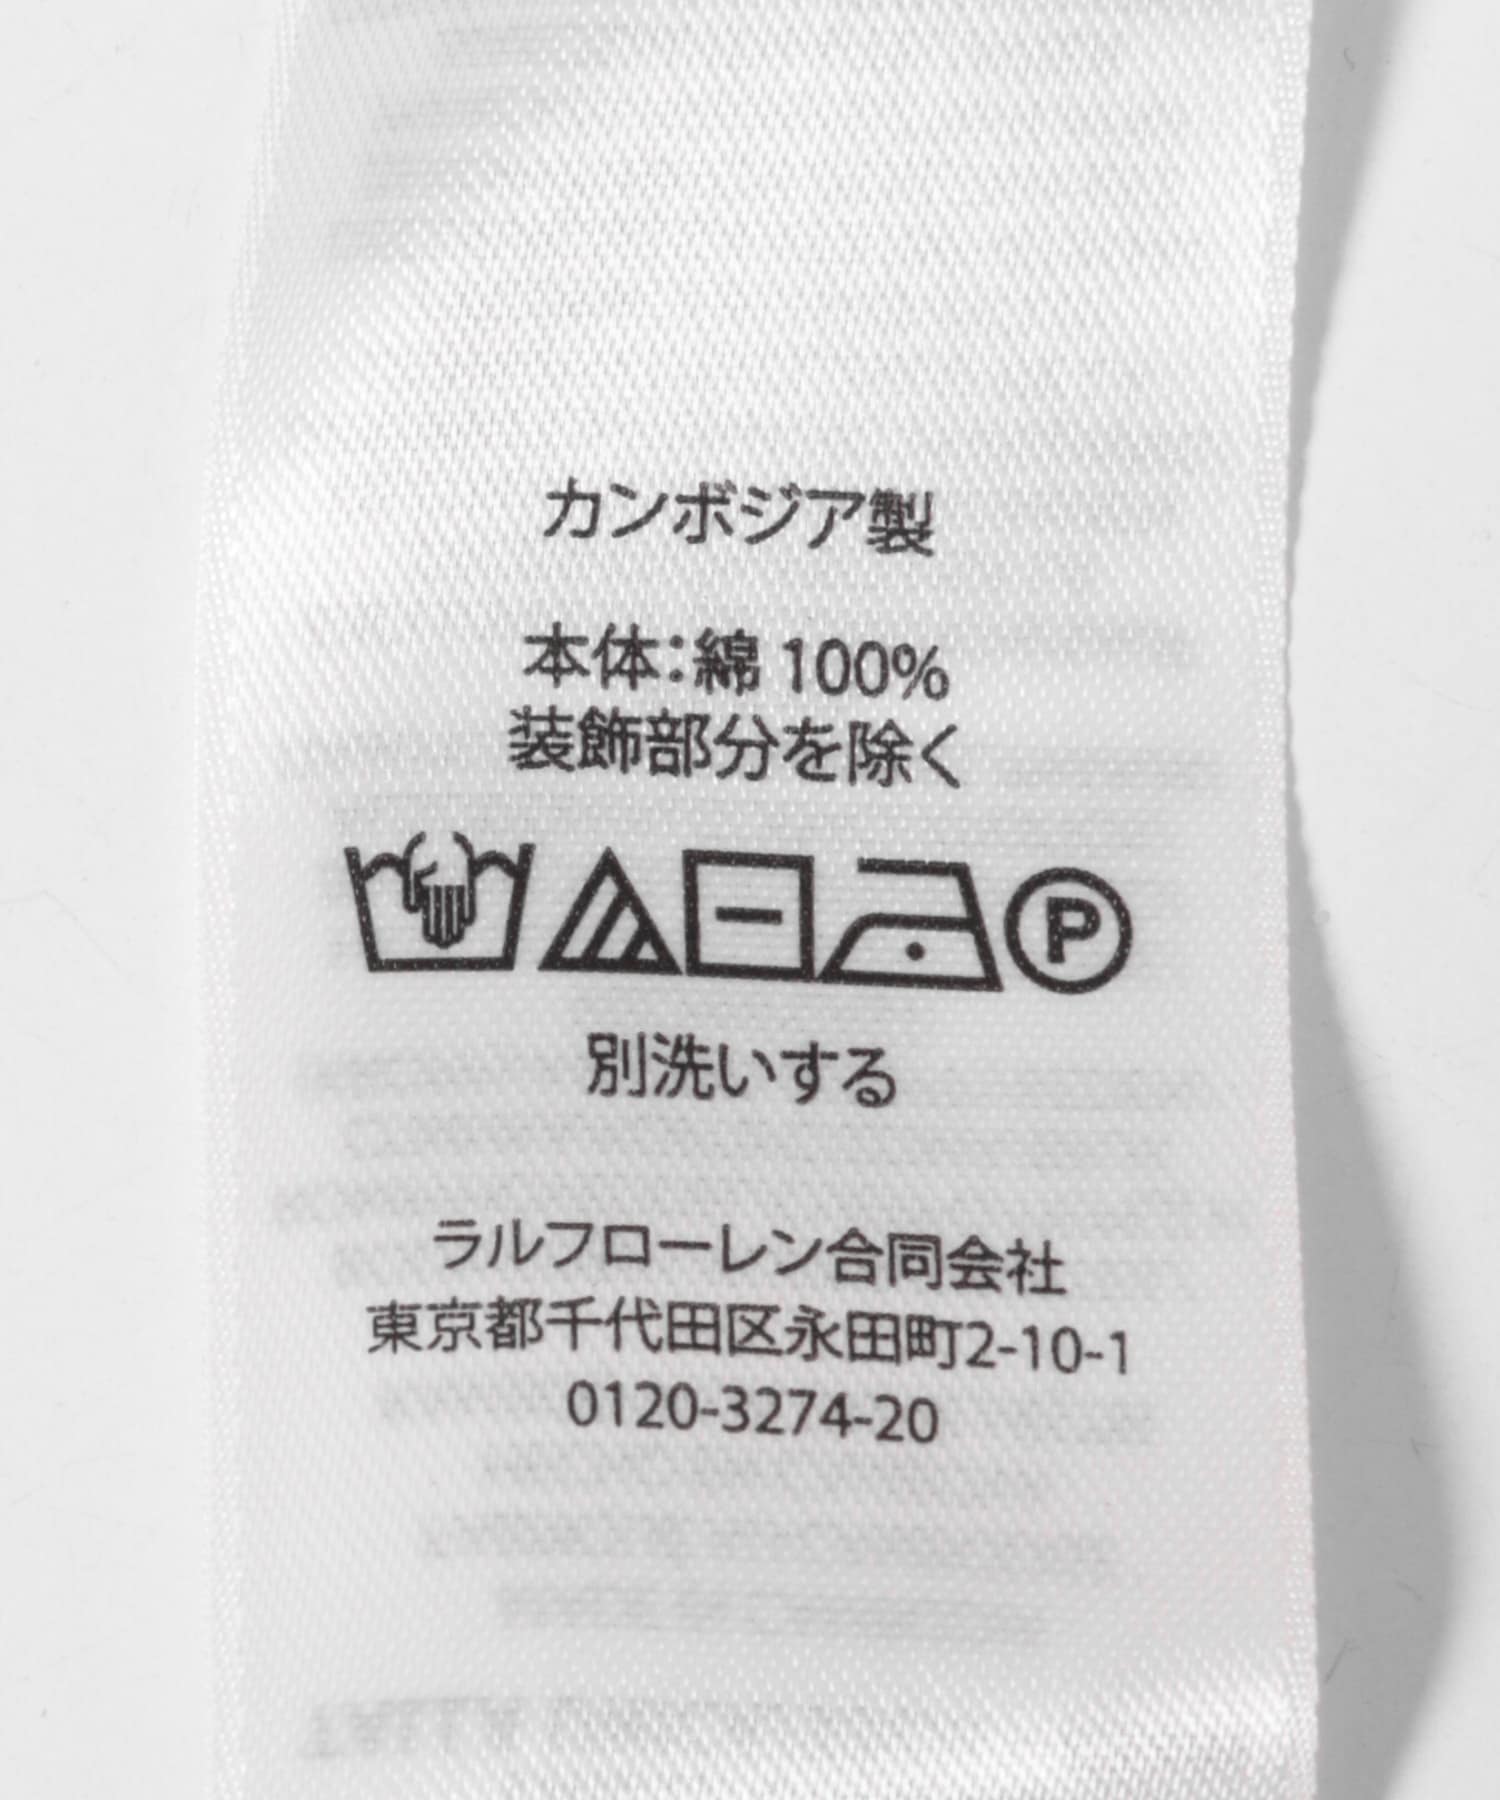 カンボジア製
本体：綿 100%
装飾部分を除く
P
別洗いする
ラルフローレン合同会社
東京都千代田区永田町2-10-1
0120-3274-20